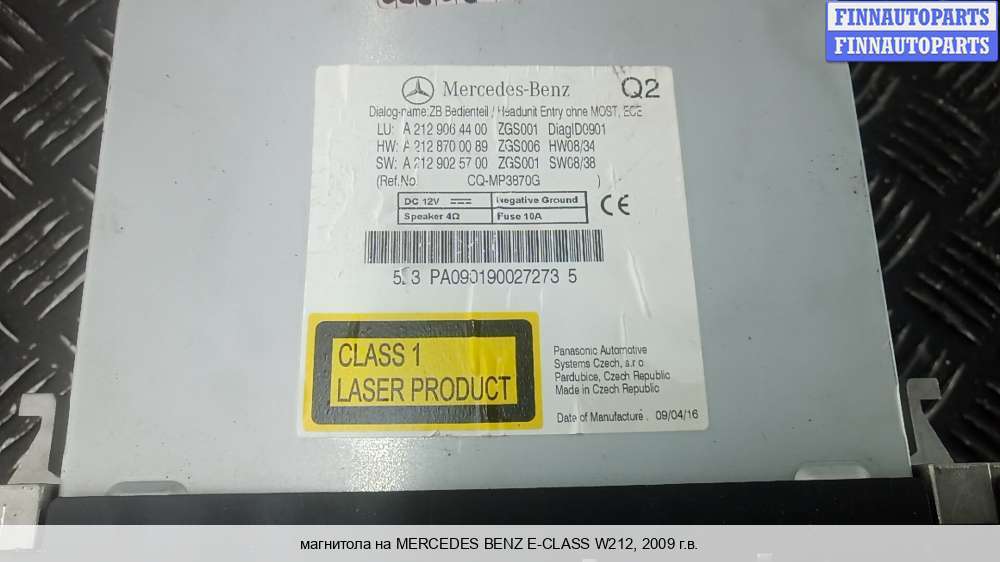 FINNAUTOPARTS
FINNAUTOPARTS
Mercedes-Benz Q2
Dialog-name:ZB Bedienteil / Headunit Entry ohne MOST, ECE
LU: A 212 906 44 00 ZGS001 DiagID0901
HW: A 212 870 00 89 ZGS006 HW08/34
SW: A 212 902 57 00 ZGS001 SW08/38
(Ref.No. CQ-MP3870G )
DC 12V Negative Ground
Speaker 4Ω Fuse 10A
CE
PA090190027273 5
CLASS 1
LASER PRODUCT
Panasonic Automotive
Systems Czech, s.r.o
Pardubice, Czech Republic
Made in Czech Republic
Date of Manufacture : 09/04/16
магнитола на MERCEDES BENZ E-CLASS W212, 2009 г.в.